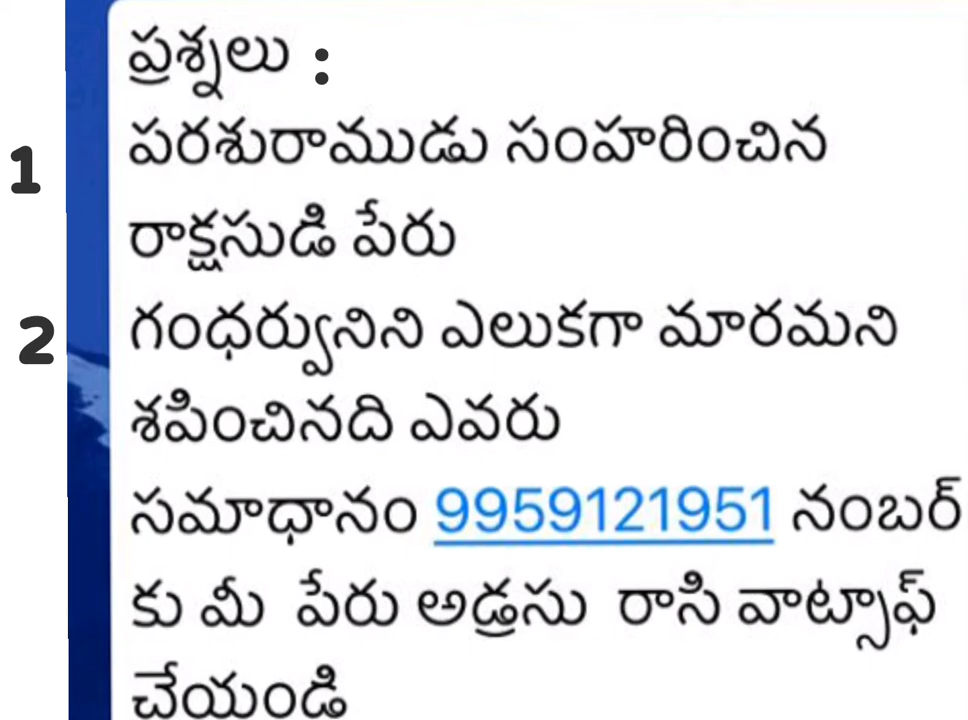 ప్రశ్నలు :
1 పరశురాముడు సంహరించిన
రాక్షసుడి పేరు
2 గంధర్వునిని ఎలుకగా మారమని
శపించినది ఎవరు
సమాధానం 9959121951 నంబర్
కు మీ పేరు అడ్రసు రాసి వాట్సాఫ్
చేయండి